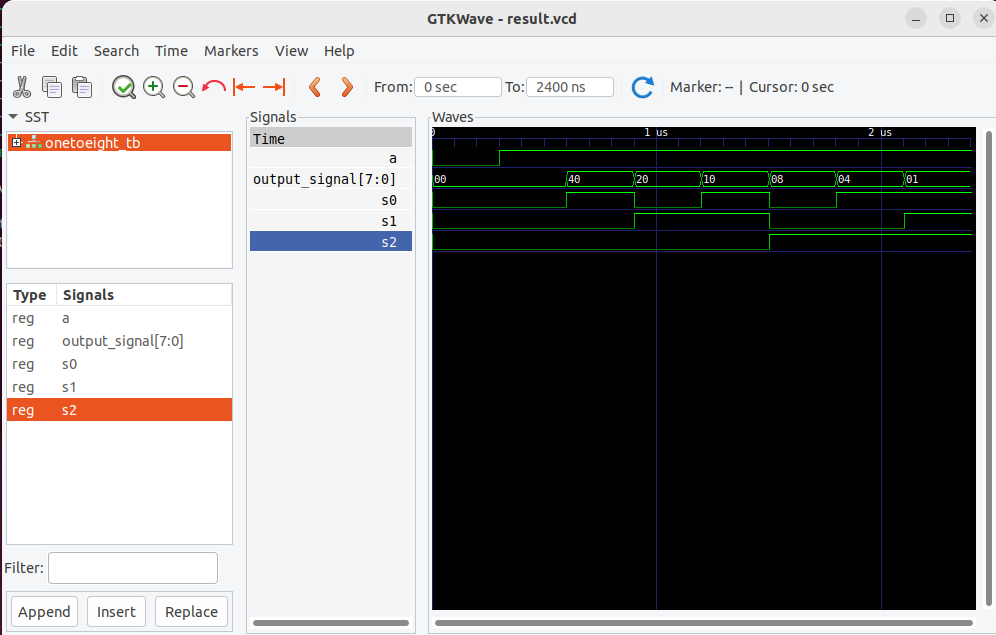 GTKWave - result.vcd
File Edit Search Time Markers View Help
From: 0 sec To: 2400 ns Marker: -- | Cursor: 0 sec
SST
onetoeight_tb
Type Signals
reg a
reg output_signal[7:0]
reg s0
reg s1
reg s2
Filter:
Append Insert Replace
Signals
Time
a
output_signal[7:0]
s0
s1
s2
Waves
0 1 us 2 us
00 40 20 10 08 04 01